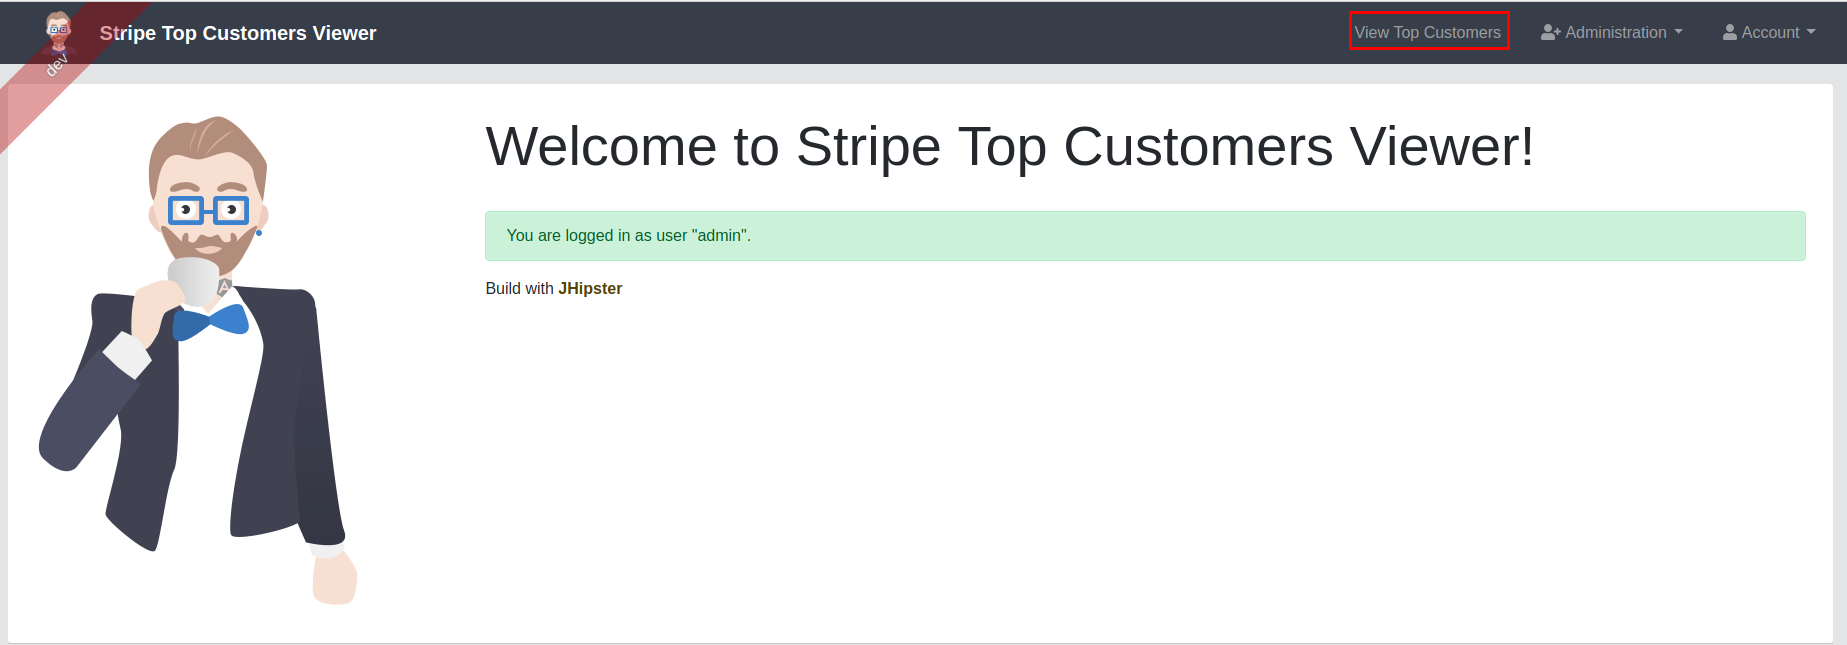 Stripe Top Customers Viewer
View Top Customers
Administration
Account
dev
Welcome to Stripe Top Customers Viewer!
You are logged in as user "admin".
A
Build with JHipster